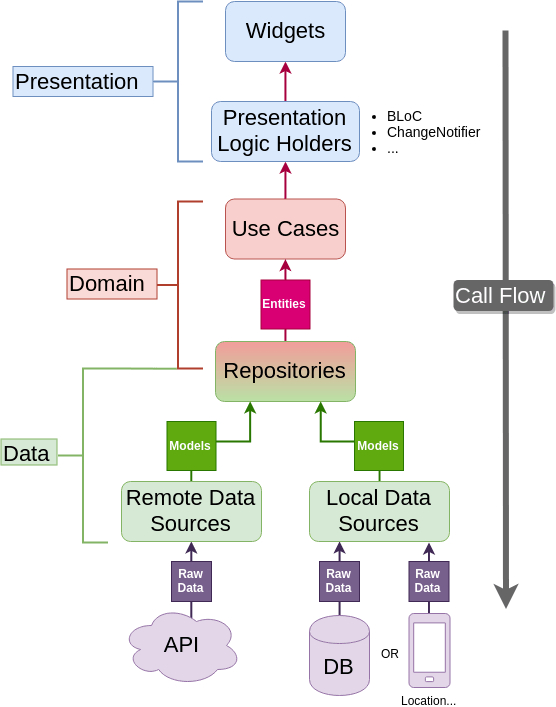 Widgets
Presentation
Presentation
Logic Holders
• BLoC
• ChangeNotifier
• ...
Use Cases
Domain
Entities
Call Flow
Repositories
Data
Models
Models
Remote Data
Sources
Local Data
Sources
Raw
Data
Raw
Data
Raw
Data
API
DB
OR
Location...